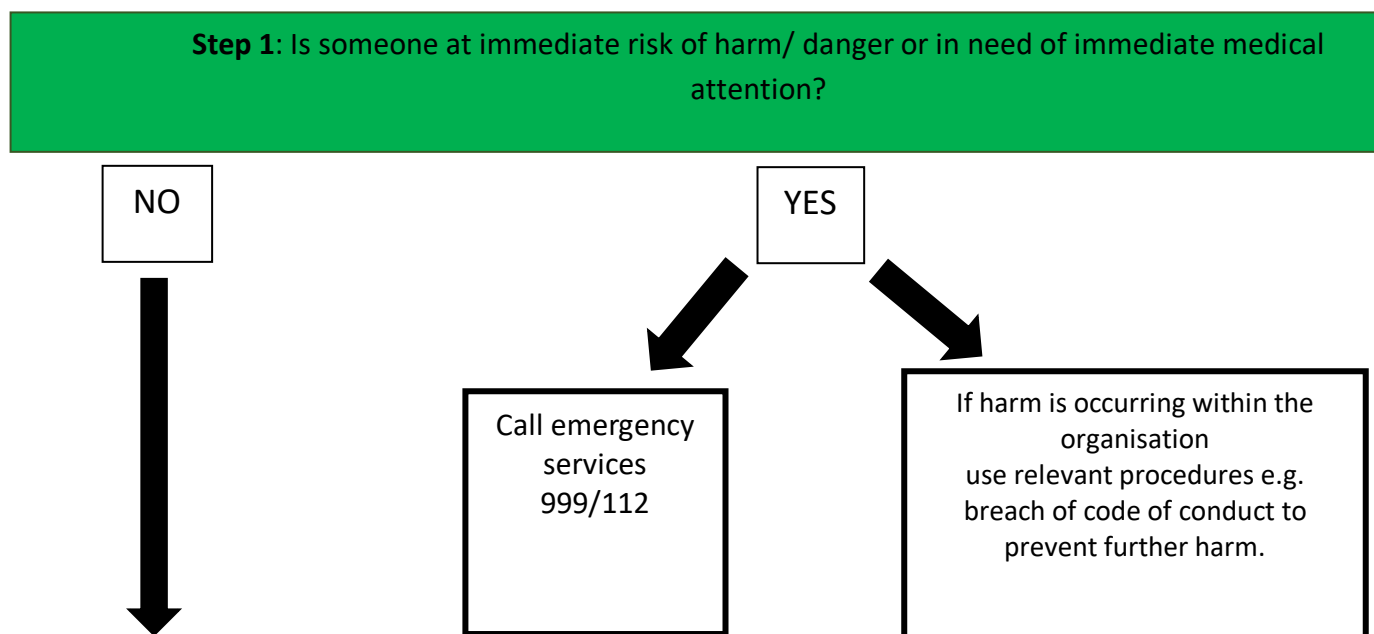 Step 1: Is someone at immediate risk of harm/ danger or in need of immediate medical
attention?
NO
YES
Call emergency
services
999/112
If harm is occurring within the
organisation
use relevant procedures e.g.
breach of code of conduct to
prevent further harm.